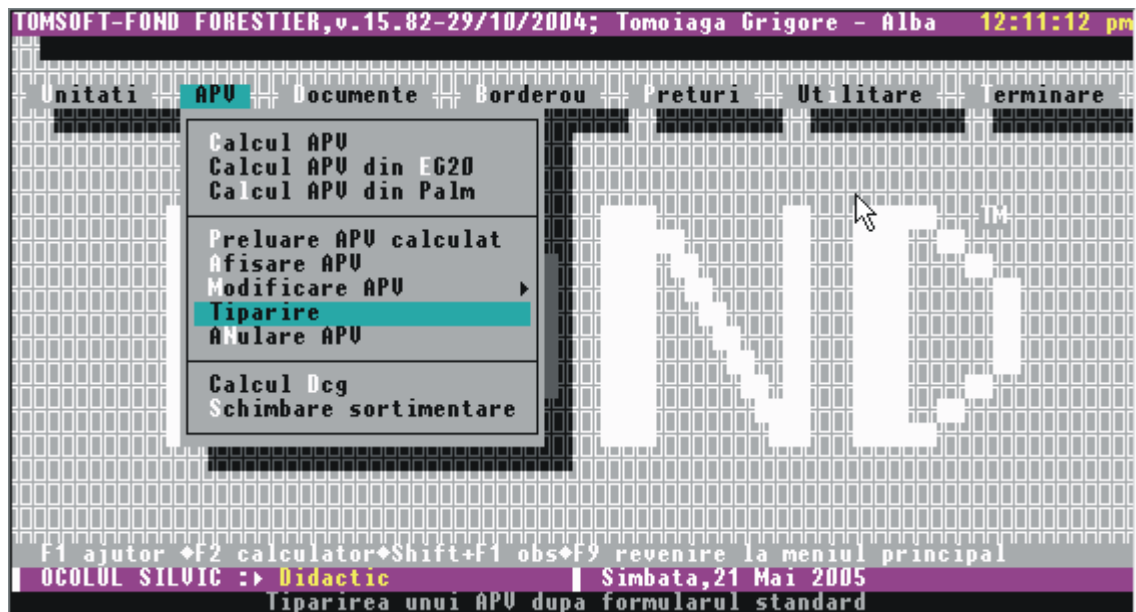 TOMSOFT-FOND FORESTIER,v.15.82-29/10/2004; Tomoiaga Grigore - Alba 12:11:12 pm
Unitati APV Documente Borderou Preturi Utilitare Terminare
Calcul APV
Calcul APV din EG20
Calcul APV din Palm
Preluare APV calculat
Afisare APV
Modificare APV
Tiparire
ANulare APV
Calcul Dcg
Schimbare sortimentare
ND
TM
F1 ajutor ◆F2 calculator◆Shift+F1 obs◆F9 revenire la meniul principal
OCOLUL SILVIC :> Didactic Simbata,21 Mai 2005
Tiparirea unui APV dupa formularul standard